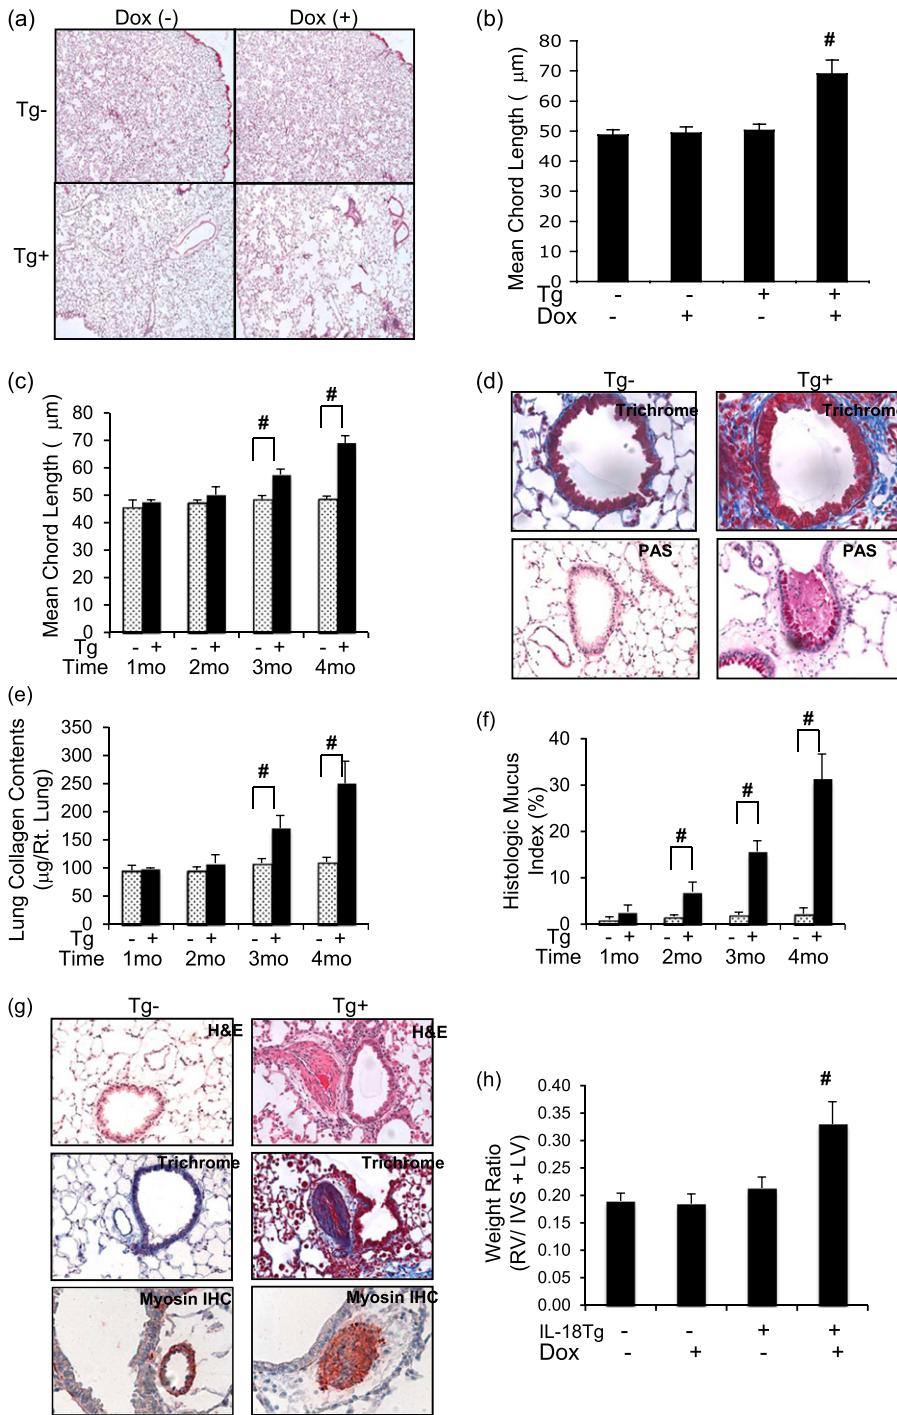 (a)
Dox (-) Dox (+)
Tg-
Tg+
(b)
#
Mean Chord Length ( μm)
80
70
60
50
40
30
20
10
0
Tg - - + +
Dox - + - +
(c)
# #
Mean Chord Length ( μm)
80
70
60
50
40
30
20
10
0
Tg - + - + - + - +
Time 1mo 2mo 3mo 4mo
(d)
Tg- Tg+
Trichrome Trichrome
PAS PAS
(e)
# #
Lung Collagen Contents
(μg/Rt. Lung)
350
300
250
200
150
100
50
0
Tg - + - + - + - +
Time 1mo 2mo 3mo 4mo
(f)
# # #
Histologic Mucus
Index (%)
40
30
20
10
0
Tg - + - + - + - +
Time 1mo 2mo 3mo 4mo
(g)
Tg- Tg+
H&E H&E
Trichrome Trichrome
Myosin IHC Myosin IHC
(h)
#
Weight Ratio
(RV/ IVS + LV)
0.40
0.35
0.30
0.25
0.20
0.15
0.10
0.05
0.00
IL-18Tg - - + +
Dox - + - +